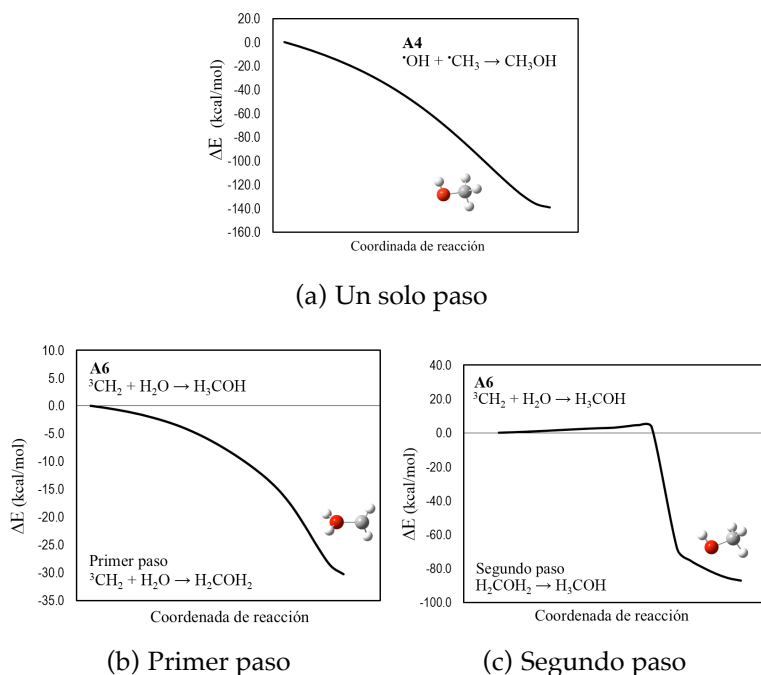 20.0
0.0
-20.0
-40.0
-60.0
-80.0
-100.0
-120.0
-140.0
-160.0
ΔE (kcal/mol)
A4
•OH + •CH₃ → CH₃OH
Coordinada de reacción
(a) Un solo paso
10.0
5.0
0.0
-5.0
-10.0
-15.0
-20.0
-25.0
-30.0
-35.0
ΔE (kcal/mol)
A6
³CH₂ + H₂O → H₃COH
Primer paso
³CH₂ + H₂O → H₂COH₂
Coordenada de reacción
(b) Primer paso
40.0
20.0
0.0
-20.0
-40.0
-60.0
-80.0
-100.0
ΔE (kcal/mol)
A6
³CH₂ + H₂O → H₃COH
Segundo paso
H₂COH₂ → H₃COH
Coordenada de reacción
(c) Segundo paso